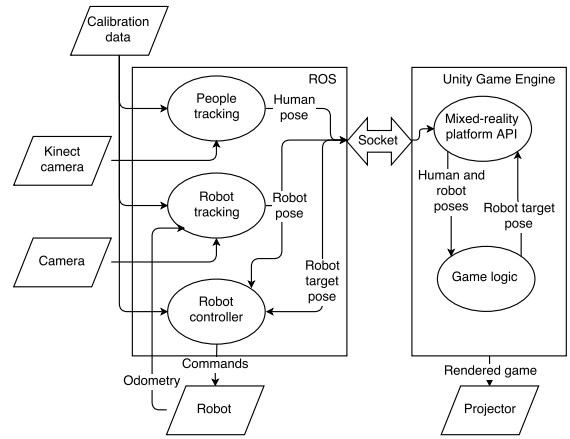 Calibration
data
ROS
Unity Game Engine
People
tracking
Human
pose
Socket
Mixed-reality
platform API
Kinect
camera
Human and
robot
poses
Robot
tracking
Robot
pose
Robot target
pose
Camera
Robot
target
pose
Game logic
Robot
controller
Commands
Odometry
Rendered game
Robot
Projector